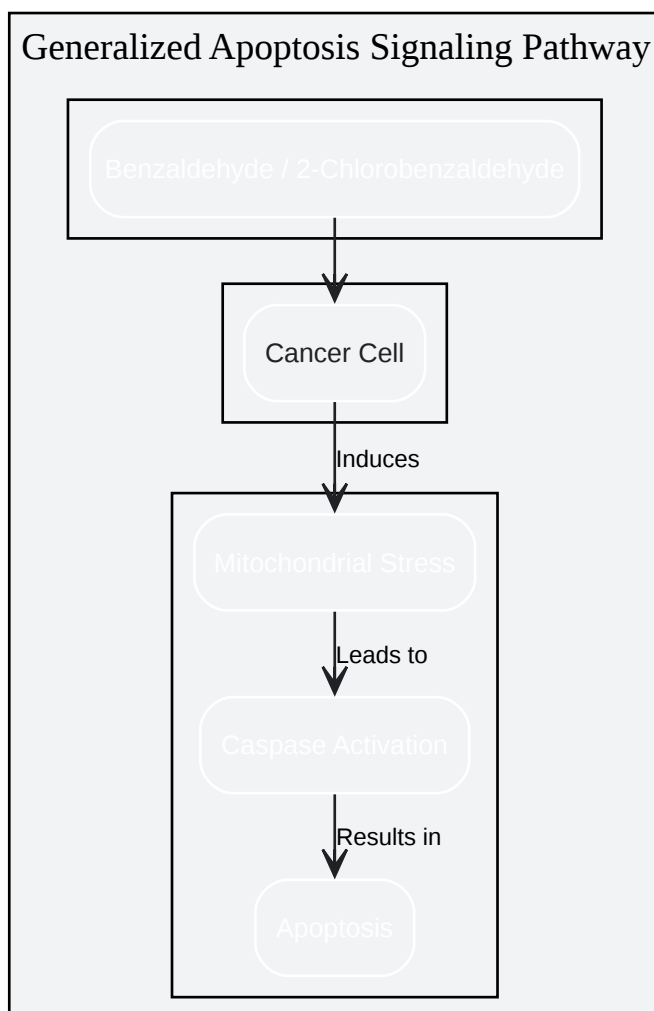 Generalized Apoptosis Signaling Pathway
Benzaldehyde / 2-Chlorobenzaldehyde
Cancer Cell
Induces
Mitochondrial Stress
Leads to
Caspase Activation
Results in
Apoptosis